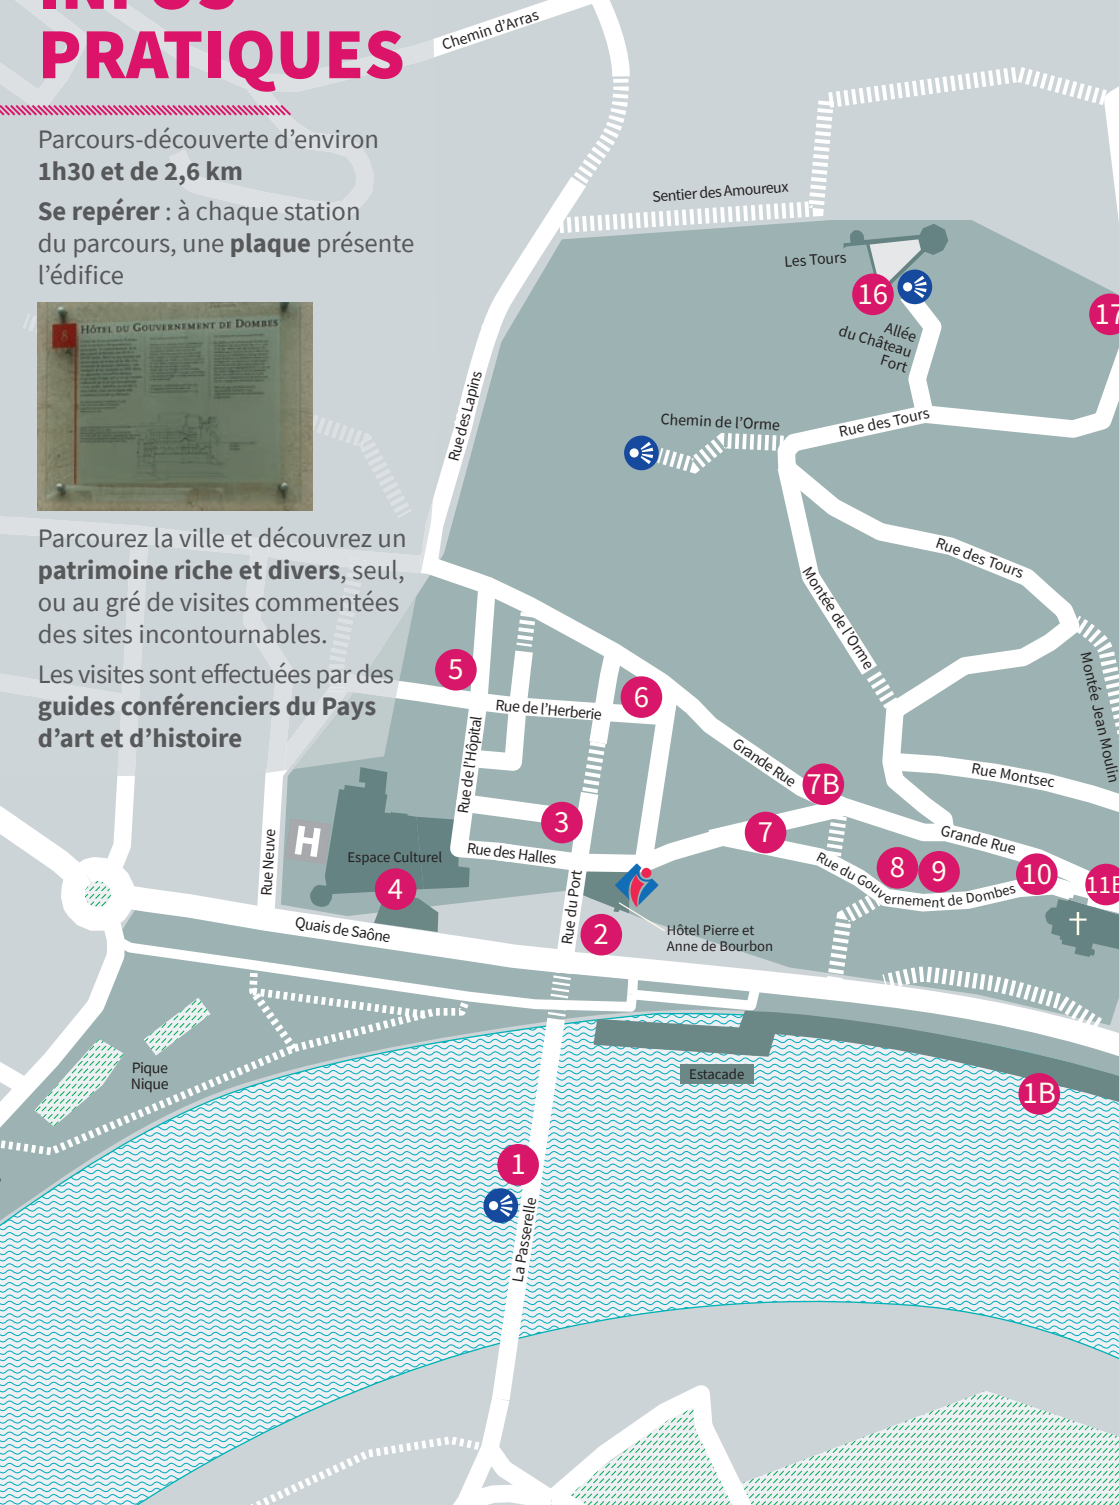 INFOS
PRATIQUES
Parcours-découverte d'environ
1h30 et de 2,6 km
Se repérer : à chaque station
du parcours, une plaque présente
l'édifice
8
HÔTEL DU GOUVERNEMENT DE DOMBES
Parcourez la ville et découvrez un
patrimoine riche et divers, seul,
ou au gré de visites commentées
des sites incontournables.
Les visites sont effectuées par des
guides conférenciers du Pays
d'art et d'histoire
Chemin d'Arras
Sentier des Amoureux
Les Tours
16
17
Allée
du Château
Fort
Rue des Lapins
Chemin de l'Orme
Rue des Tours
Rue des Tours
Montée de l'Orme
Montée Jean Moulin
5
6
Rue de l'Herberie
Rue de l'Hôpital
Grande Rue
7B
Rue Montsec
3
7
Grande Rue
H
Rue Neuve
Espace Culturel
Rue des Halles
4
Rue du Gouvernement de Dombes
8
9
10
11B
Rue du Port
2
Hôtel Pierre et
Anne de Bourbon
Quais de Saône
Pique
Nique
Estacade
1B
1
La Passerelle